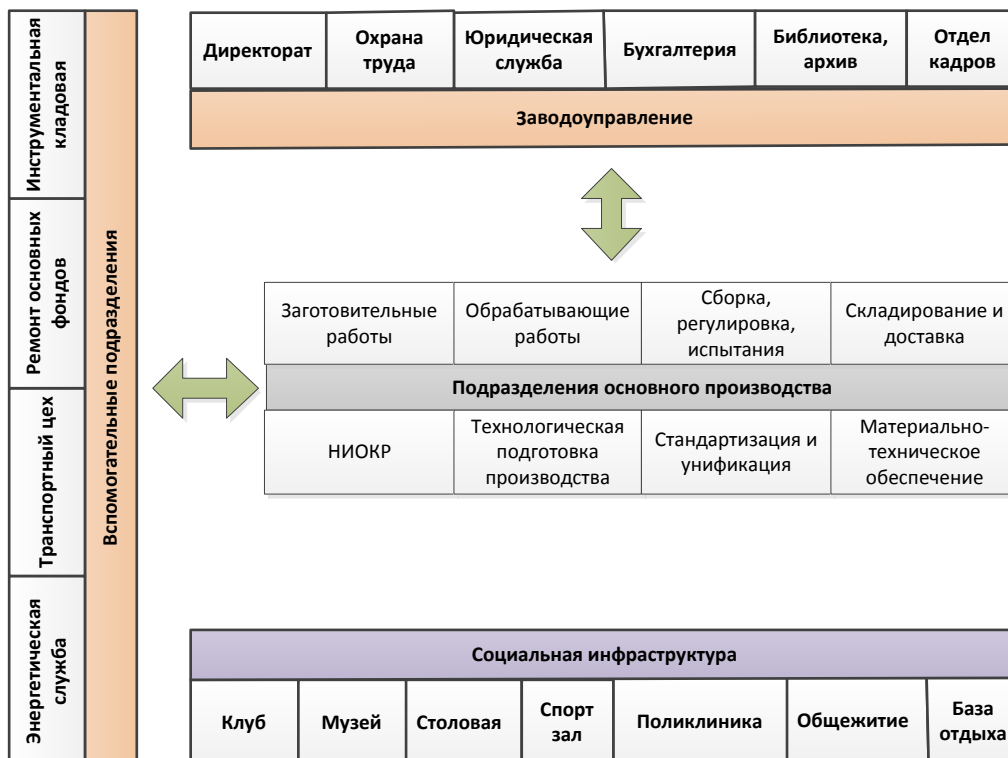 Инструментальная
кладовая
Ремонт основных
фондов
Транспортный цех
Энергетическая
служба
Вспомогательные подразделения
Директорат
Охрана
труда
Юридическая
служба
Бухгалтерия
Библиотека,
архив
Отдел
кадров
Заводоуправление
Заготовительные
работы
Обрабатывающие
работы
Сборка,
регулировка,
испытания
Складирование и
доставка
Подразделения основного производства
НИОКР
Технологическая
подготовка
производства
Стандартизация и
унификация
Материально-
техническое
обеспечение
Социальная инфраструктура
Клуб
Музей
Столовая
Спорт
зал
Поликлиника
Общежитие
База
отдыха